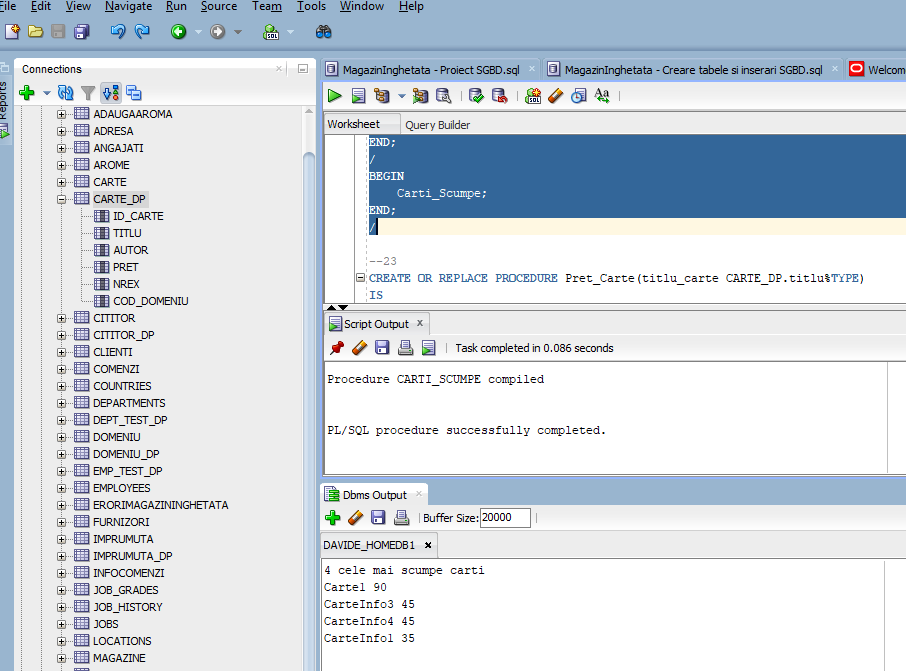 File Edit View Navigate Run Source Team Tools Window Help
Reports
Connections
ADAUGAAROMA
ADRESA
ANGAJATI
AROME
CARTE
CARTE_DP
ID_CARTE
TITLU
AUTOR
PRET
NREX
COD_DOMENIU
CITITOR
CITITOR_DP
CLIENTI
COMENZI
COUNTRIES
DEPARTMENTS
DEPT_TEST_DP
DOMENIU
DOMENIU_DP
EMP_TEST_DP
EMPLOYEES
ERORIMAGAZININGHETATA
FURNIZORI
IMPRUMUTA
IMPRUMUTA_DP
INFOCOMENZI
JOB_GRADES
JOB_HISTORY
JOBS
LOCATIONS
MAGAZINE
MagazinInghetata - Proiect SGBD.sql MagazinInghetata - Creare tabele si inserari SGBD.sql Welcom
Worksheet Query Builder
END;
/
BEGIN
Carti_Scumpe;
END;
/
--23
CREATE OR REPLACE PROCEDURE Pret_Carte(titlu_carte CARTE_DP.titlu%TYPE)
IS
Script Output x
Task completed in 0.086 seconds
Procedure CARTI_SCUMPE compiled
PL/SQL procedure successfully completed.
Dbms Output
Buffer Size: 20000
DAVIDE_HOMEDB1
4 cele mai scumpe carti
Carte1 90
CarteInfo3 45
CarteInfo4 45
CarteInfo1 35